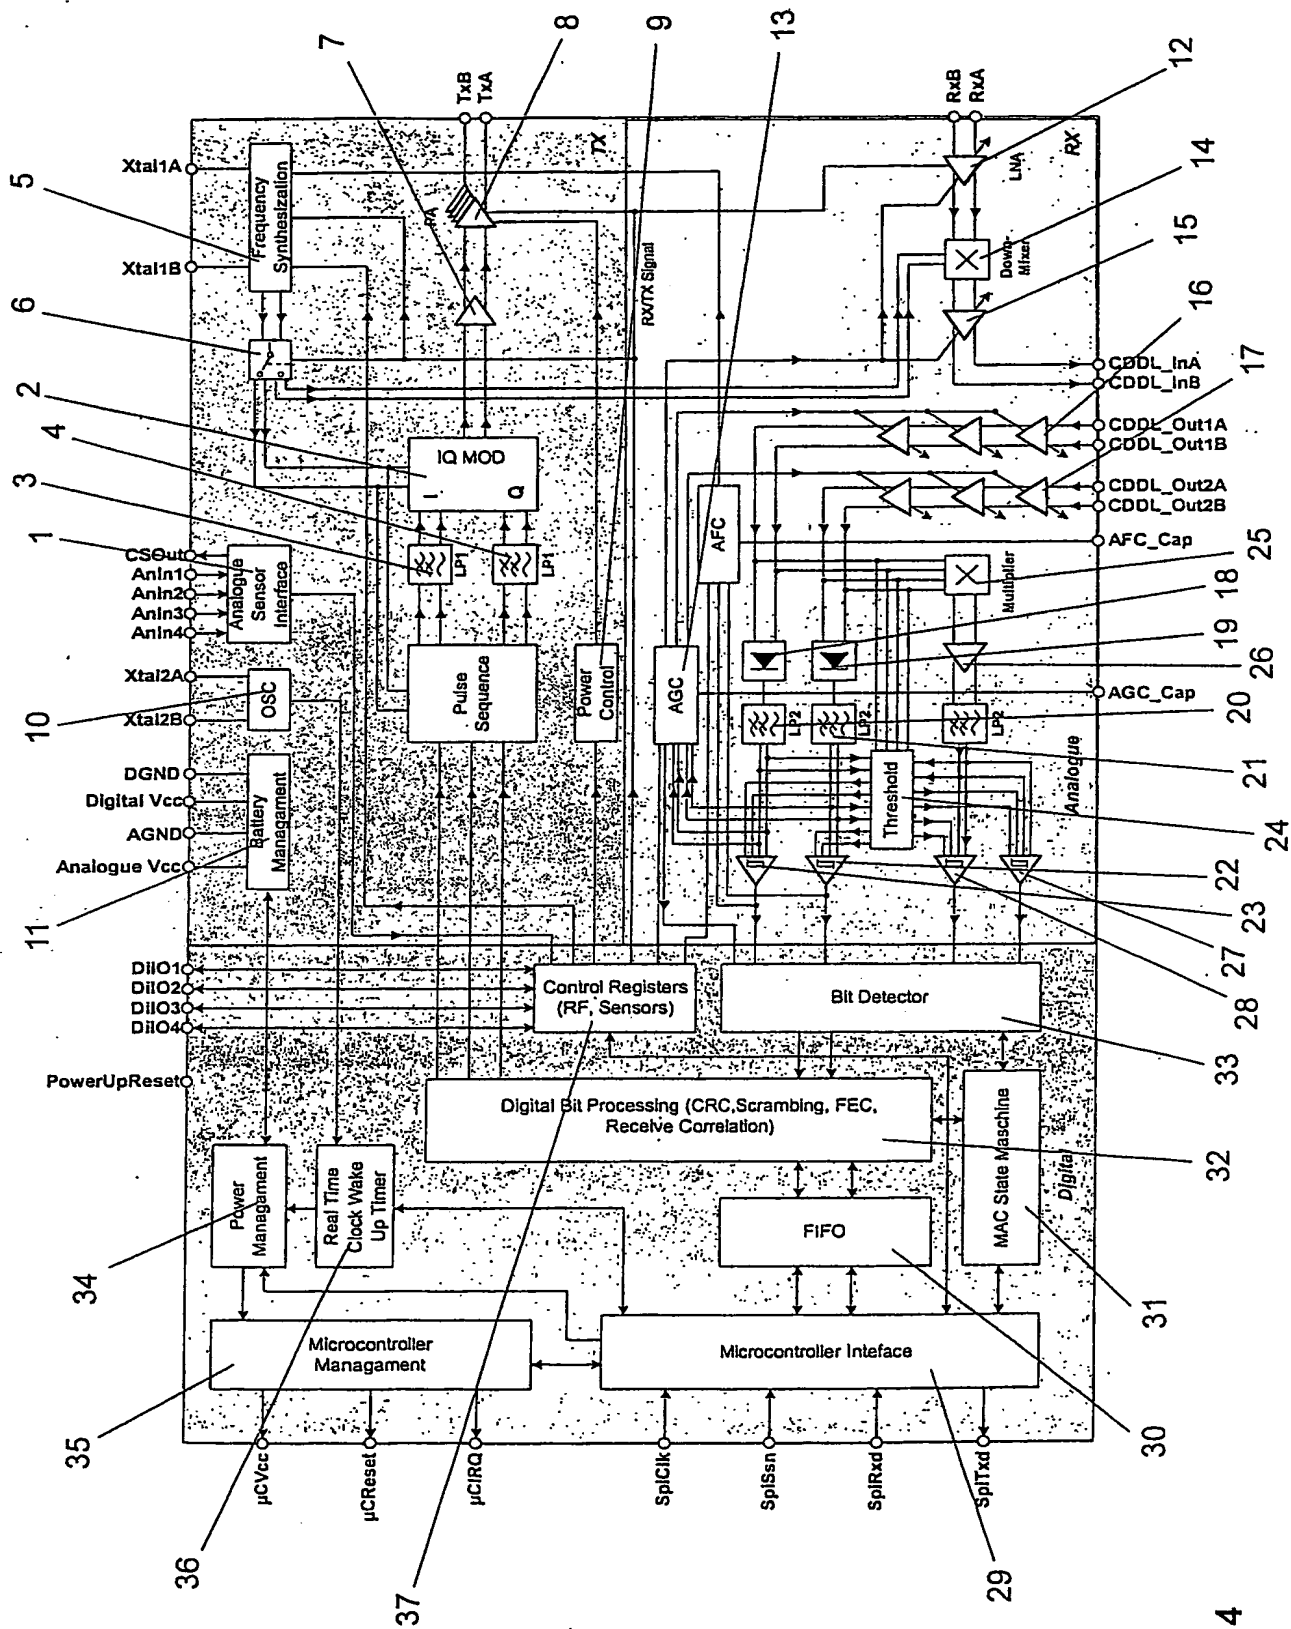 7
8
9
13
12
14
15
16
17
25
18
19
26
20
21
24
22
23
27
28
33
32
31
30
29
5
6
2
4
3
1
10
11
34
35
36
37
Xtal1A
Xtal1B
CSOut
AnIn1
AnIn2
AnIn3
AnIn4
Xtal2A
Xtal2B
DGND
Digital Vcc
AGND
Analogue Vcc
DiIO1
DiIO2
DiIO3
DiIO4
PowerUpReset
TxB
TxA
RxB
RxA
CDDL_InA
CDDL_InB
CDDL_Out1A
CDDL_Out1B
CDDL_Out2A
CDDL_Out2B
AFC_Cap
AGC_Cap
Frequency
Synthesization
PA
TX
RX/TX Signal
LNA
RX
Down-
Mixer
IQ MOD
I
Q
LP1
LP1
Analogue
Sensor
Interface
OSC
Battery
Managament
Pulse
Sequence
Power
Control
AFC
AGC
Multiplier
LP2
LP2
LP2
Threshold
Analogue
Control Registers
(RF, Sensors)
Bit Detector
Digital Bit Processing (CRC,Scrambing, FEC,
Receive Correlation)
MAC State Maschine
Digital
Power
Managament
Real Time
Clock Wake
Up Timer
FiFO
Microcontroller
Managament
Microcontroller Inteface
µCVcc
µCReset
µCIRQ
SpiClk
SpiSsn
SpiRxd
SpiTxd
4